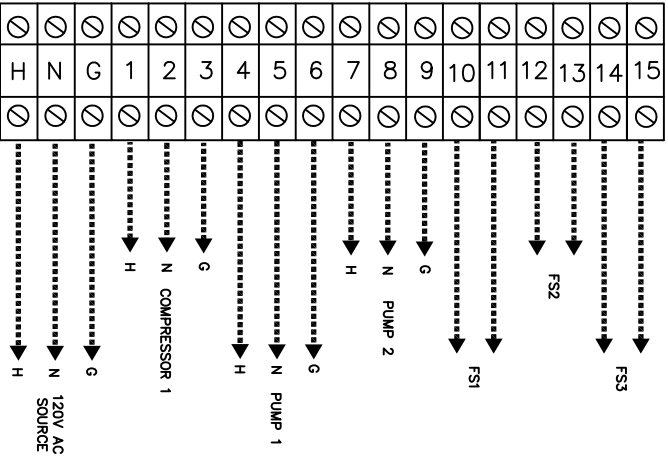 H N G 1 2 3 4 5 6 7 8 9 10 11 12 13 14 15
H
N
G
120V AC
SOURCE
H
N
G
COMPRESSOR 1
H
N
G
PUMP 1
H
N
G
PUMP 2
FS1
FS2
FS3